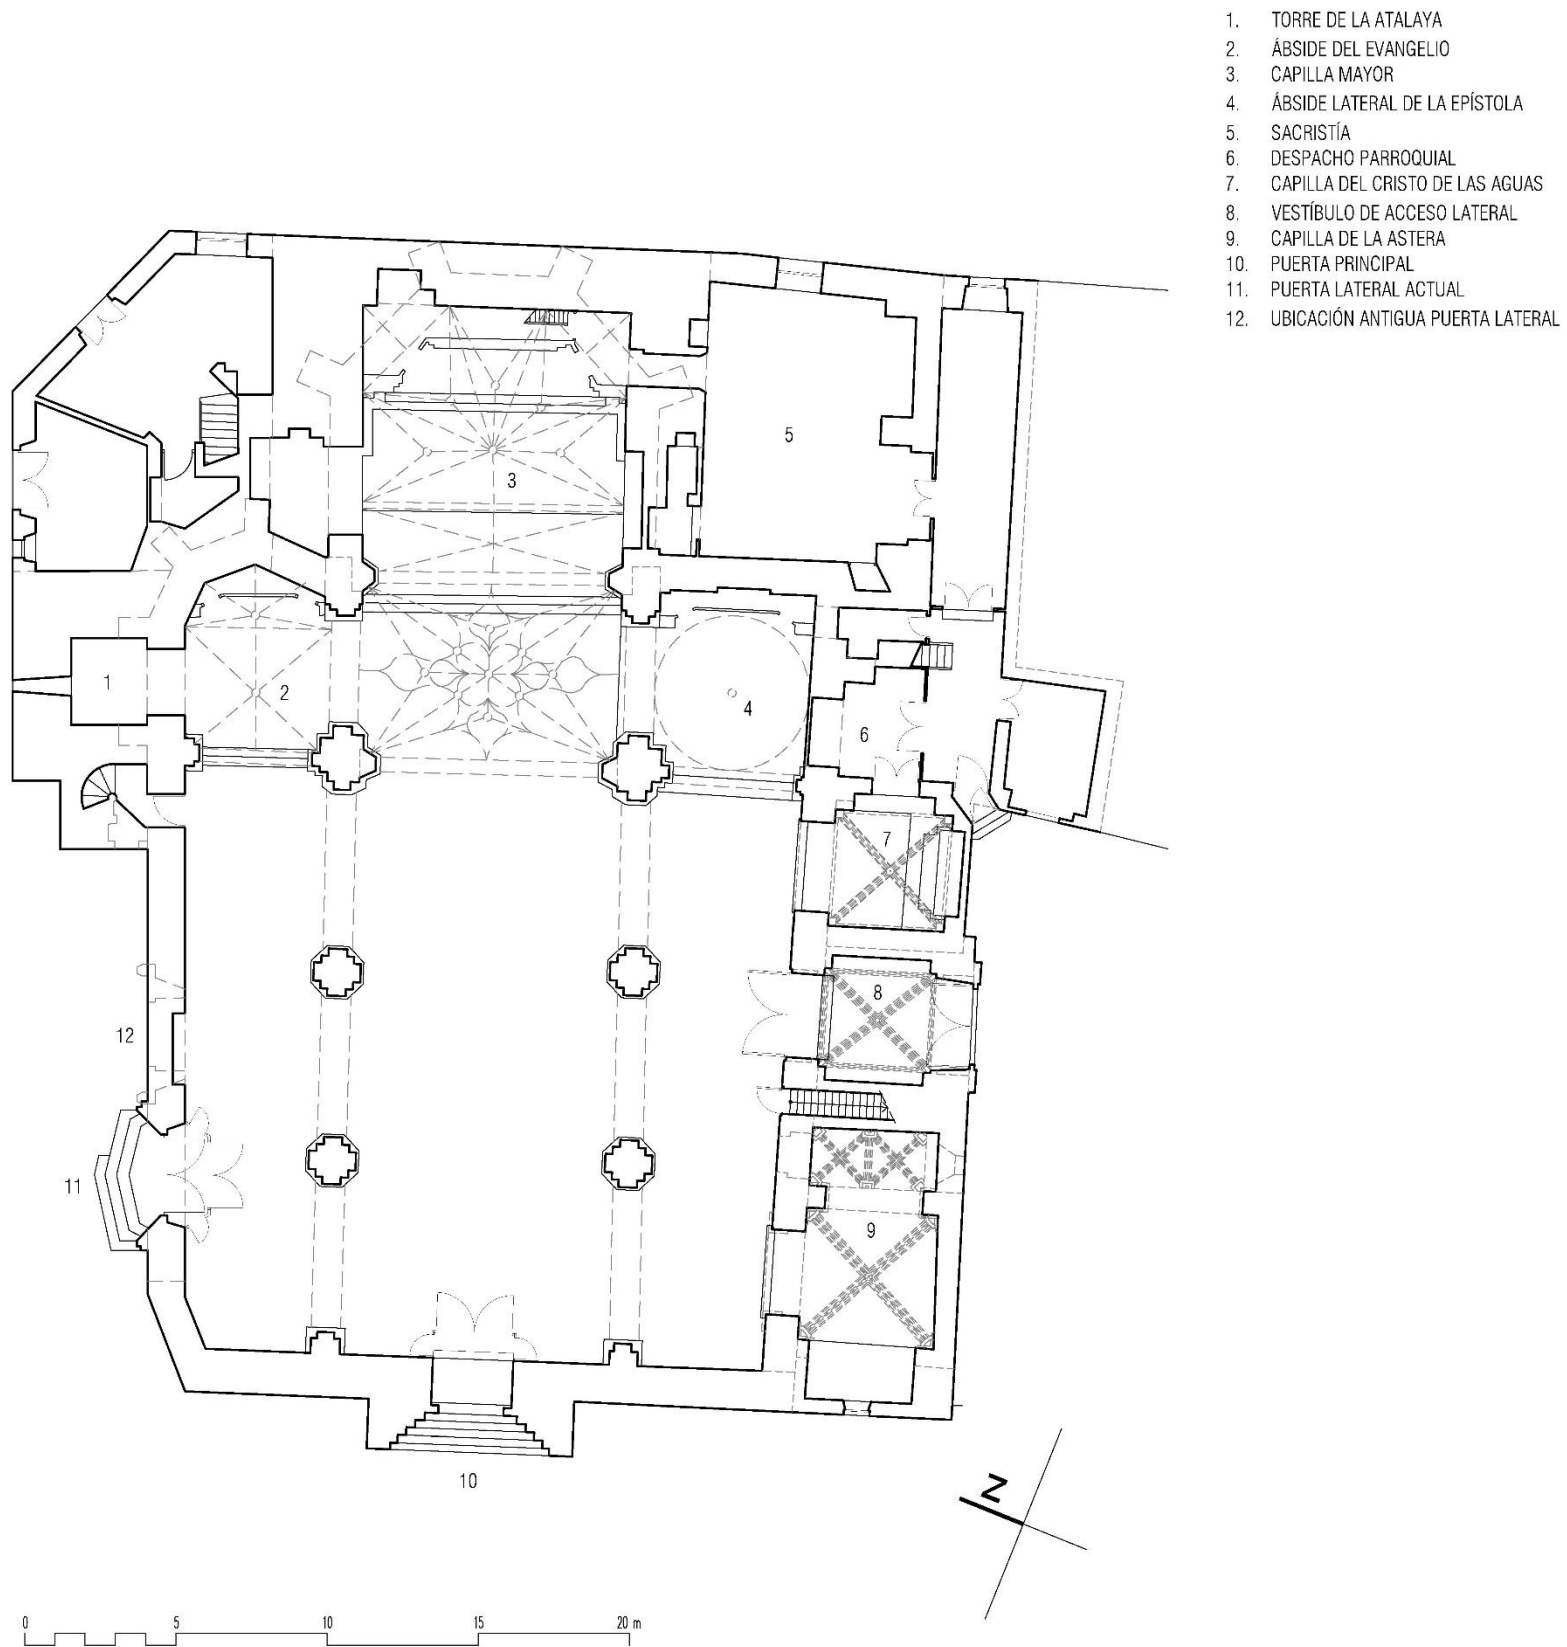 1. TORRE DE LA ATALAYA
2. ÁBSIDE DEL EVANGELIO
3. CAPILLA MAYOR
4. ÁBSIDE LATERAL DE LA EPÍSTOLA
5. SACRISTÍA
6. DESPACHO PARROQUIAL
7. CAPILLA DEL CRISTO DE LAS AGUAS
8. VESTÍBULO DE ACCESO LATERAL
9. CAPILLA DE LA ASTERA
10. PUERTA PRINCIPAL
11. PUERTA LATERAL ACTUAL
12. UBICACIÓN ANTIGUA PUERTA LATERAL
5
3
1
2
4
6
7
8
12
11
9
10
N
0 5 10 15 20 m